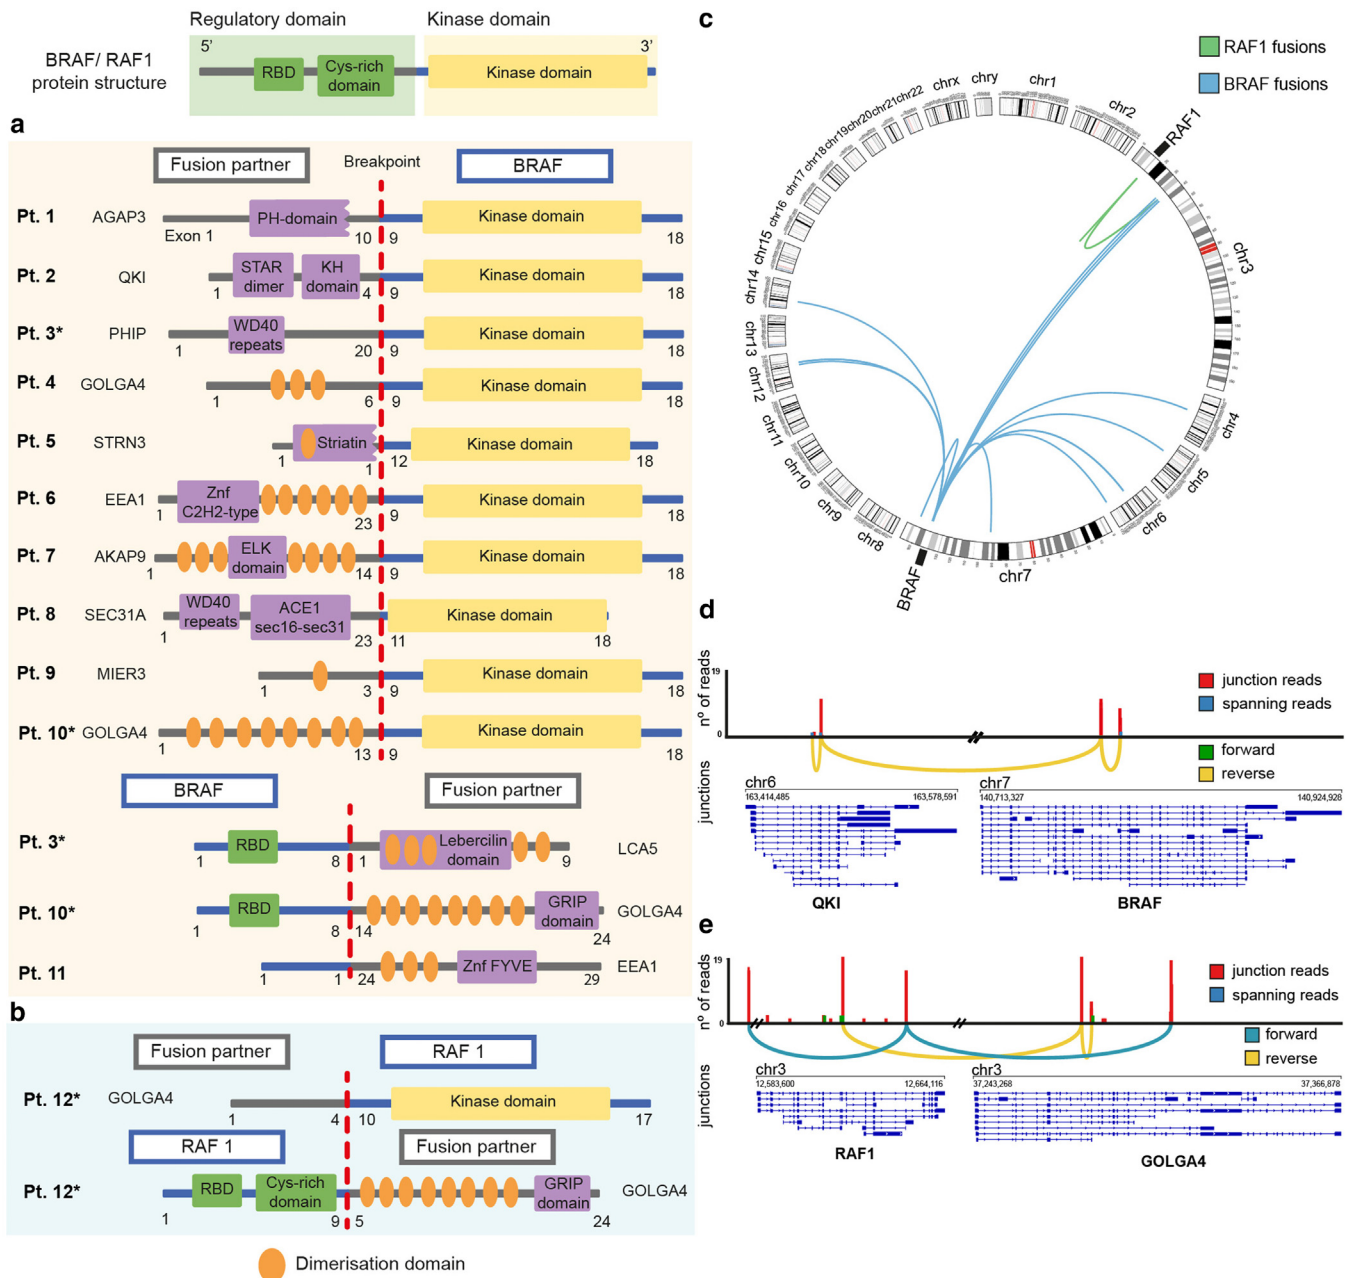 Regulatory domain
Kinase domain
5’
3’
BRAF/ RAF1
protein structure
RBD
Cys-rich
domain
Kinase domain
a
Fusion partner
Breakpoint
BRAF
Pt. 1
AGAP3
PH-domain
Kinase domain
Exon 1
10
9
18
Pt. 2
QKI
STAR
dimer
KH
domain
Kinase domain
1
4
9
18
Pt. 3*
PHIP
WD40
repeats
Kinase domain
1
20
9
18
Pt. 4
GOLGA4
Kinase domain
1
6
9
18
Pt. 5
STRN3
Striatin
Kinase domain
1
1
12
18
Pt. 6
EEA1
Znf
C2H2-type
Kinase domain
1
23
9
18
Pt. 7
AKAP9
ELK
domain
Kinase domain
1
14
9
18
Pt. 8
SEC31A
WD40
repeats
ACE1
sec16-sec31
Kinase domain
1
23
11
18
Pt. 9
MIER3
Kinase domain
1
3
9
18
Pt. 10*
GOLGA4
Kinase domain
1
13
9
18
BRAF
Fusion partner
Pt. 3*
RBD
Lebercilin
domain
LCA5
1
8
1
9
Pt. 10*
RBD
GRIP
domain
GOLGA4
1
8
14
24
Pt. 11
Znf FYVE
EEA1
1
1
24
29
b
Fusion partner
RAF 1
Pt. 12*
GOLGA4
Kinase domain
1
4
10
17
RAF 1
Fusion partner
Pt. 12*
RBD
Cys-rich
domain
GRIP
domain
GOLGA4
1
9
5
24
Dimerisation domain
c
RAF1 fusions
BRAF fusions
chr1
chr2
RAF1
chr3
chr4
chr5
chr6
chr7
BRAF
chr8
chr9
chr10
chr11
chr12
chr13
chr14
chr15
chr16
chr17
chr18
chr19
chr20
chr21
chr22
chrx
chry
d
nº of reads
19
0
junction reads
spanning reads
forward
reverse
junctions
chr6
163,414,485
163,578,591
chr7
140,713,327
140,924,928
QKI
BRAF
e
nº of reads
19
0
junction reads
spanning reads
forward
reverse
junctions
chr3
12,583,600
12,664,116
chr3
37,243,268
37,366,878
RAF1
GOLGA4